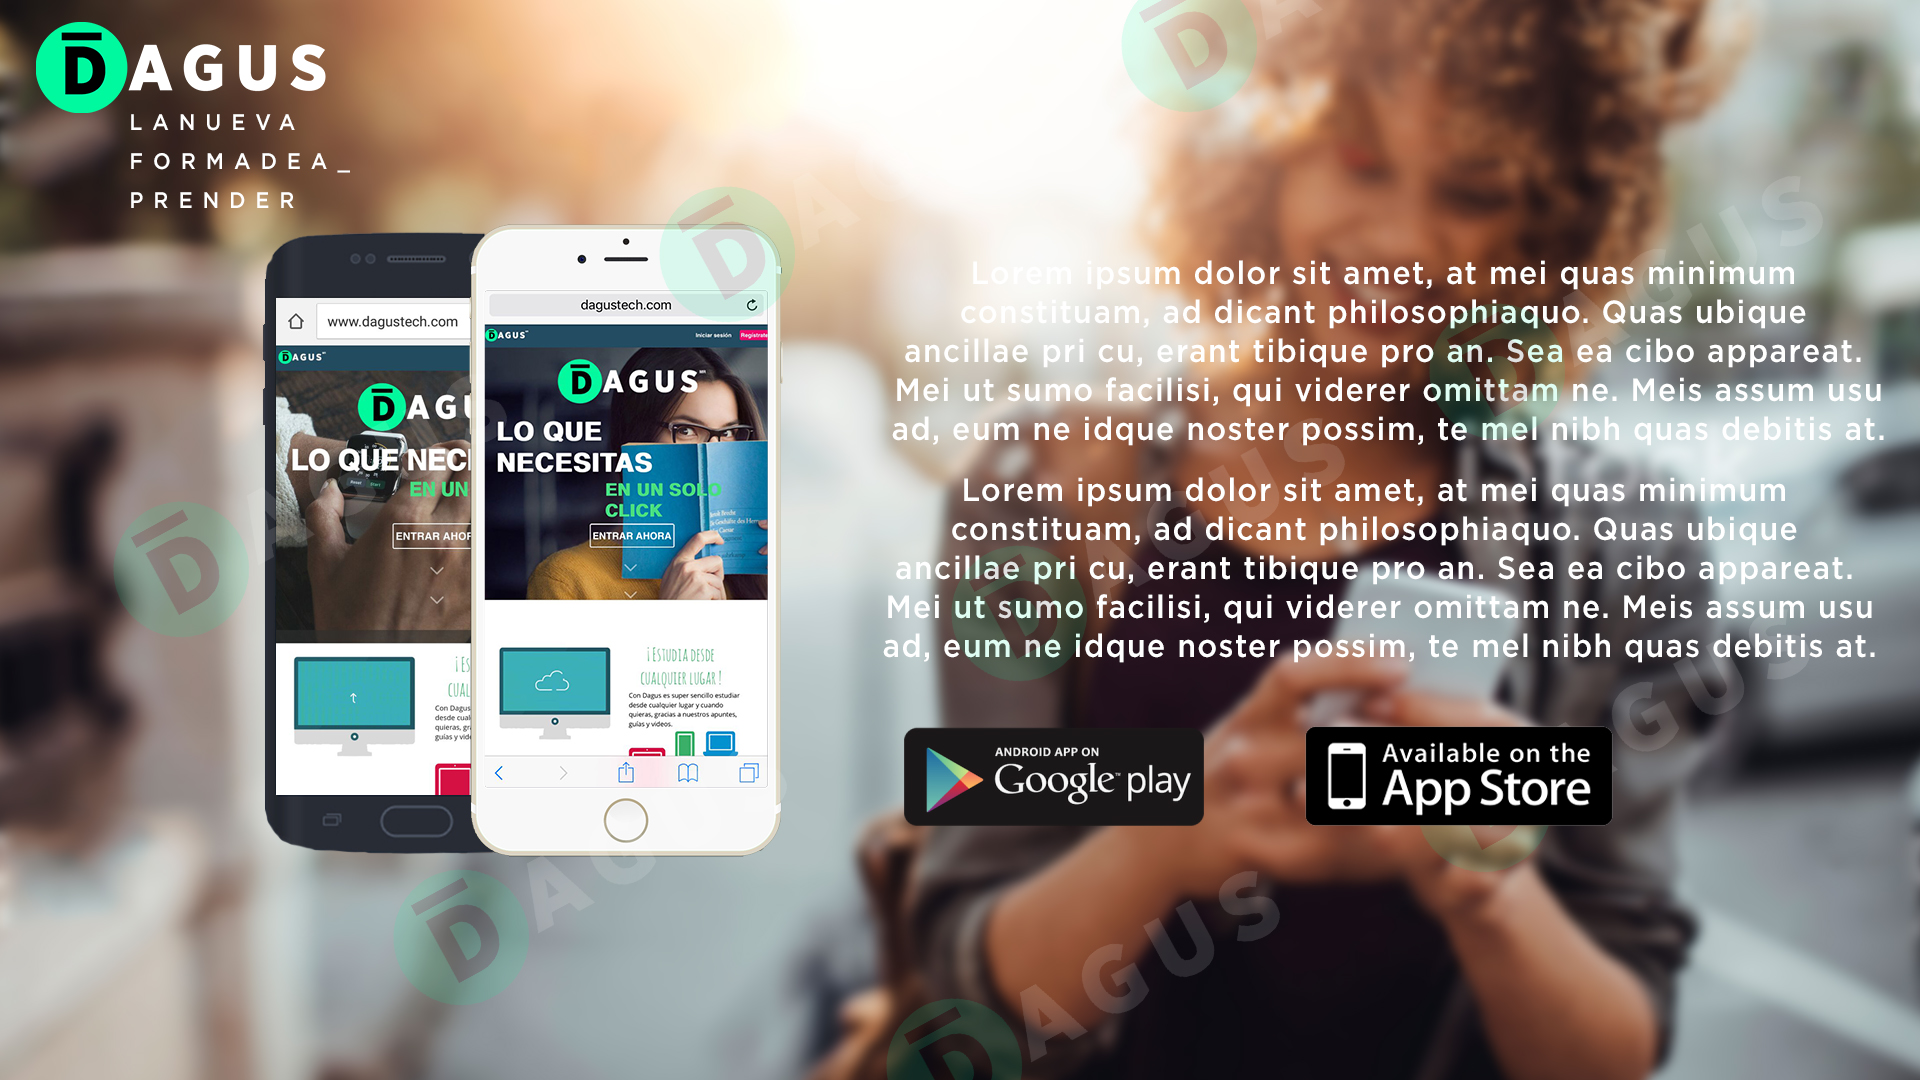 DAGUS
LANUEVA
FORMADEA_
PRENDER
www.dagustech.com
DAGUS
DAGU
LO QUE NECI
EN UN
ENTRAR AHOR
¡ES
CUAL
Con Dagus
desde cual
quieras, gra
guías y vide
dagustech.com
DAGUS
Iniciar sesión
Regístrate
DAGUS
LO QUE
NECESITAS
EN UN SOLO
CLICK
ENTRAR AHORA
¡ESTUDIA DESDE
CUALQUIER LUGAR!
Con Dagus es super sencillo estudiar
desde cualquier lugar y cuando
quieras, gracias a nuestros apuntes,
guías y videos.
Lorem ipsum dolor sit amet, at mei quas minimum
constituam, ad dicant philosophiaquo. Quas ubique
ancillae pri cu, erant tibique pro an. Sea ea cibo appareat.
Mei ut sumo facilisi, qui viderer omittam ne. Meis assum usu
ad, eum ne idque noster possim, te mel nibh quas debitis at.
Lorem ipsum dolor sit amet, at mei quas minimum
constituam, ad dicant philosophiaquo. Quas ubique
ancillae pri cu, erant tibique pro an. Sea ea cibo appareat.
Mei ut sumo facilisi, qui viderer omittam ne. Meis assum usu
ad, eum ne idque noster possim, te mel nibh quas debitis at.
ANDROID APP ON
Google play
Available on the
App Store
DAGUS
DAGUS
DAGUS
DAGUS
DAGUS